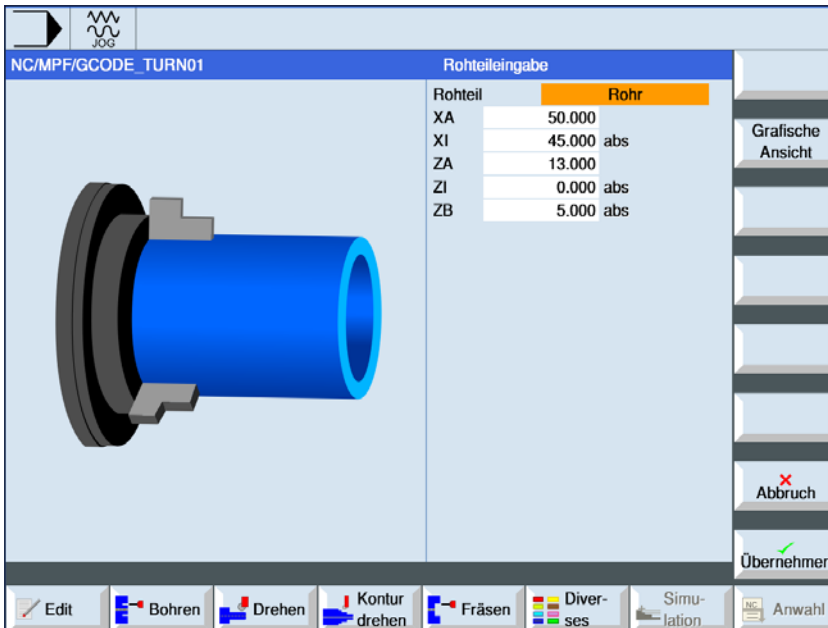 JOG
NC/MPF/GCODE_TURN01
Rohteileingabe
Rohteil Rohr
XA 50.000
XI 45.000 abs
ZA 13.000
ZI 0.000 abs
ZB 5.000 abs
Grafische
Ansicht
Abbruch
Übernehmen
Edit
Bohren
Drehen
Kontur
drehen
Fräsen
Diver-
ses
Simu-
lation
NC
Anwahl